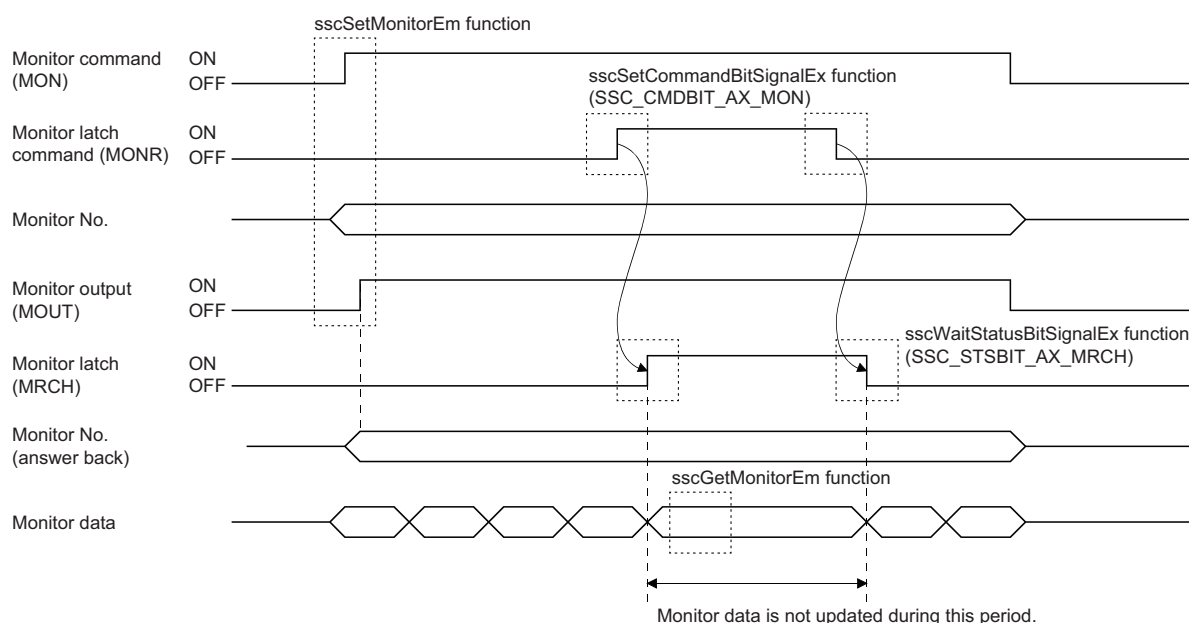 sscSetMonitorEm function
Monitor command
(MON)
ON
OFF
sscSetCommandBitSignalEx function
(SSC_CMDBIT_AX_MON)
Monitor latch
command (MONR)
ON
OFF
Monitor No.
Monitor output
(MOUT)
ON
OFF
sscWaitStatusBitSignalEx function
(SSC_STSBIT_AX_MRCH)
Monitor latch
(MRCH)
ON
OFF
Monitor No.
(answer back)
sscGetMonitorEm function
Monitor data
Monitor data is not updated during this period.